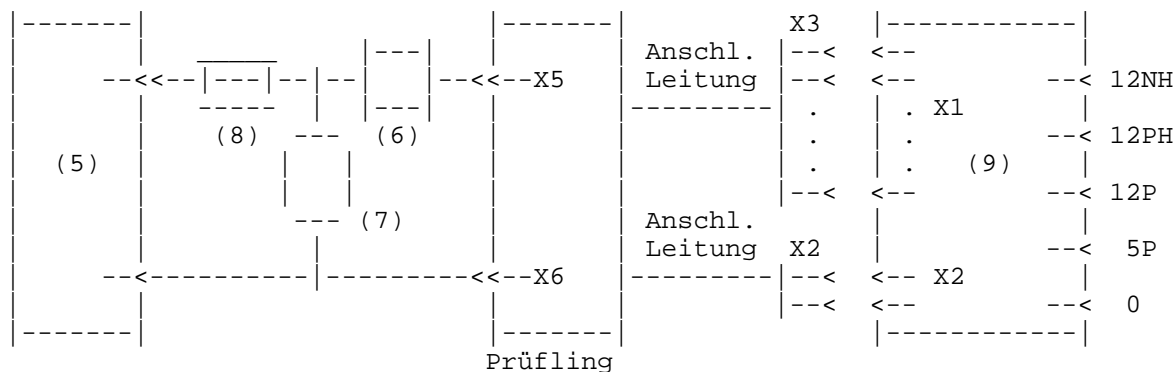 X3
Anschl.
Leitung
X5
12NH
X1
(8) (6)
12PH
(5) (9)
12P
(7)
Anschl.
Leitung X2
5P
X6 X2
0
Prüfling